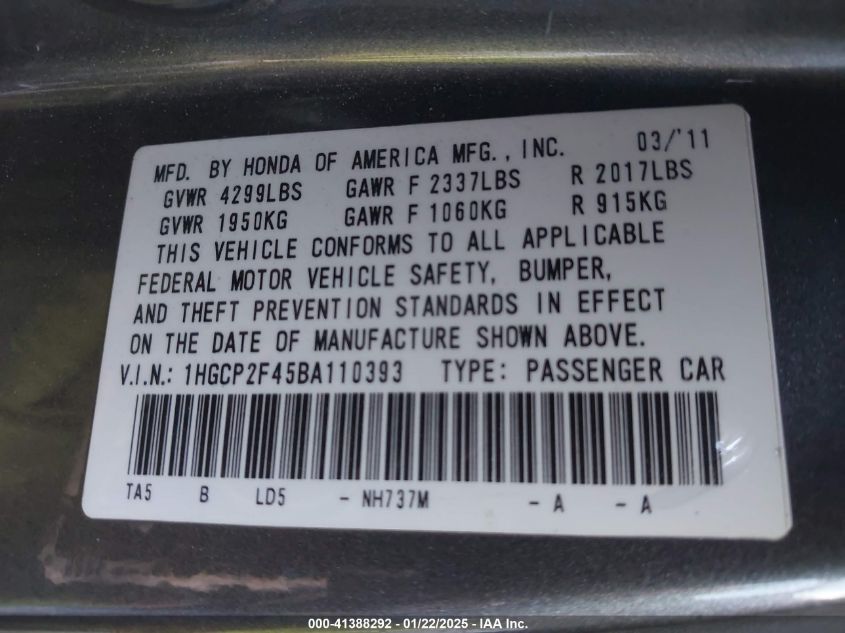 MFD. BY HONDA OF AMERICA MFG., INC. 03/'11
GVWR 4299LBS GAWR F 2337LBS R 2017LBS
GVWR 1950KG GAWR F 1060KG R 915KG
THIS VEHICLE CONFORMS TO ALL APPLICABLE
FEDERAL MOTOR VEHICLE SAFETY, BUMPER,
AND THEFT PREVENTION STANDARDS IN EFFECT
ON THE DATE OF MANUFACTURE SHOWN ABOVE.
V.I.N.: 1HGCP2F45BA110393 TYPE: PASSENGER CAR
TA5 B LD5 - NH737M - A - A
000-41388292 - 01/22/2025 - IAA Inc.